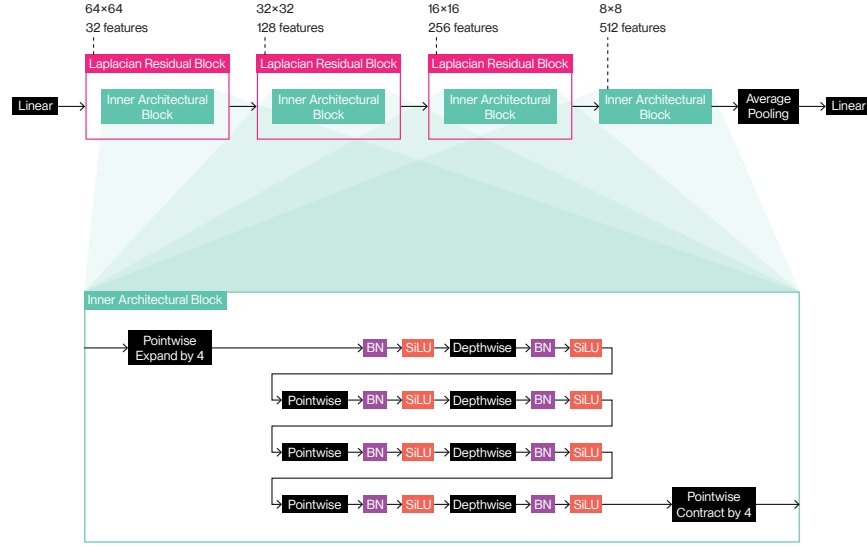 64×64
32 features
32×32
128 features
16×16
256 features
8×8
512 features
Laplacian Residual Block
Laplacian Residual Block
Laplacian Residual Block
Linear
Inner Architectural
Block
Inner Architectural
Block
Inner Architectural
Block
Inner Architectural
Block
Average
Pooling
Linear
Inner Architectural Block
Pointwise
Expand by 4
BN
SiLU
Depthwise
BN
SiLU
Pointwise
BN
SiLU
Depthwise
BN
SiLU
Pointwise
BN
SiLU
Depthwise
BN
SiLU
Pointwise
BN
SiLU
Depthwise
BN
SiLU
Pointwise
Contract by 4